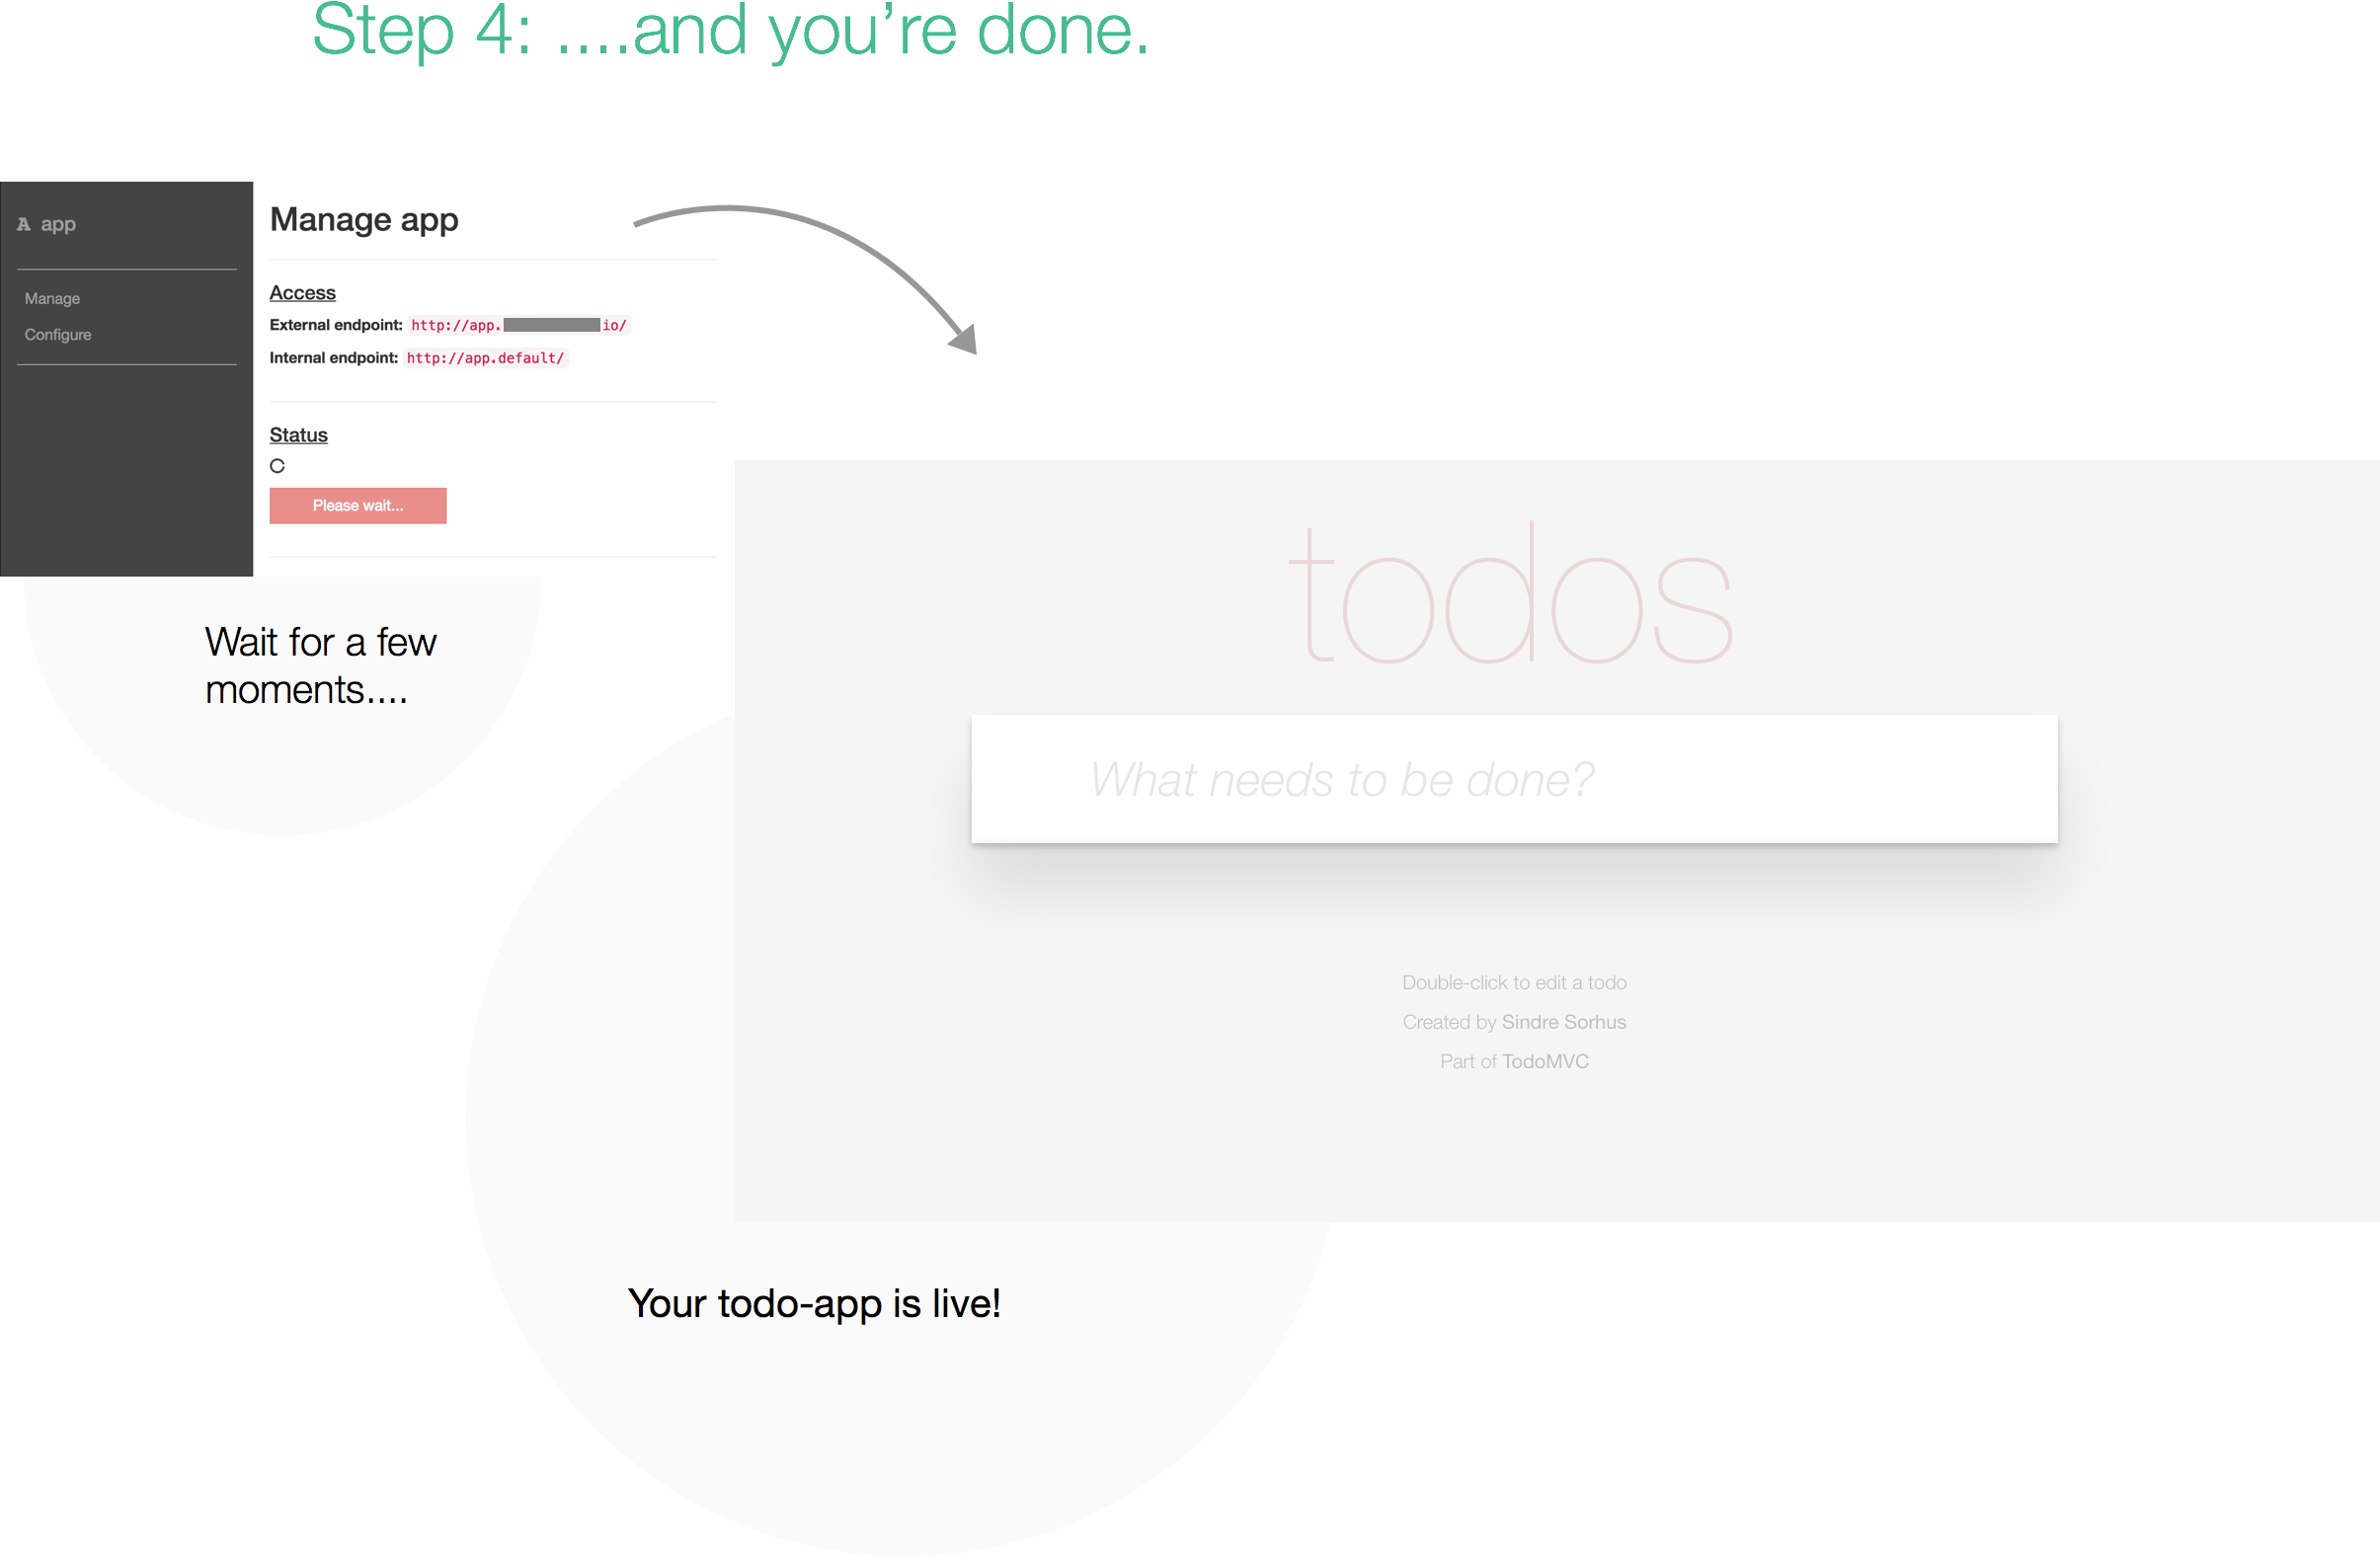 Step 4: ....and you’re done.
A app
Manage
Configure
Manage app
Access
External endpoint: http://app. io/
Internal endpoint: http://app.default/
Status
Please wait...
Wait for a few
moments....
todos
What needs to be done?
Double-click to edit a todo
Created by Sindre Sorhus
Part of TodoMVC
Your todo-app is live!